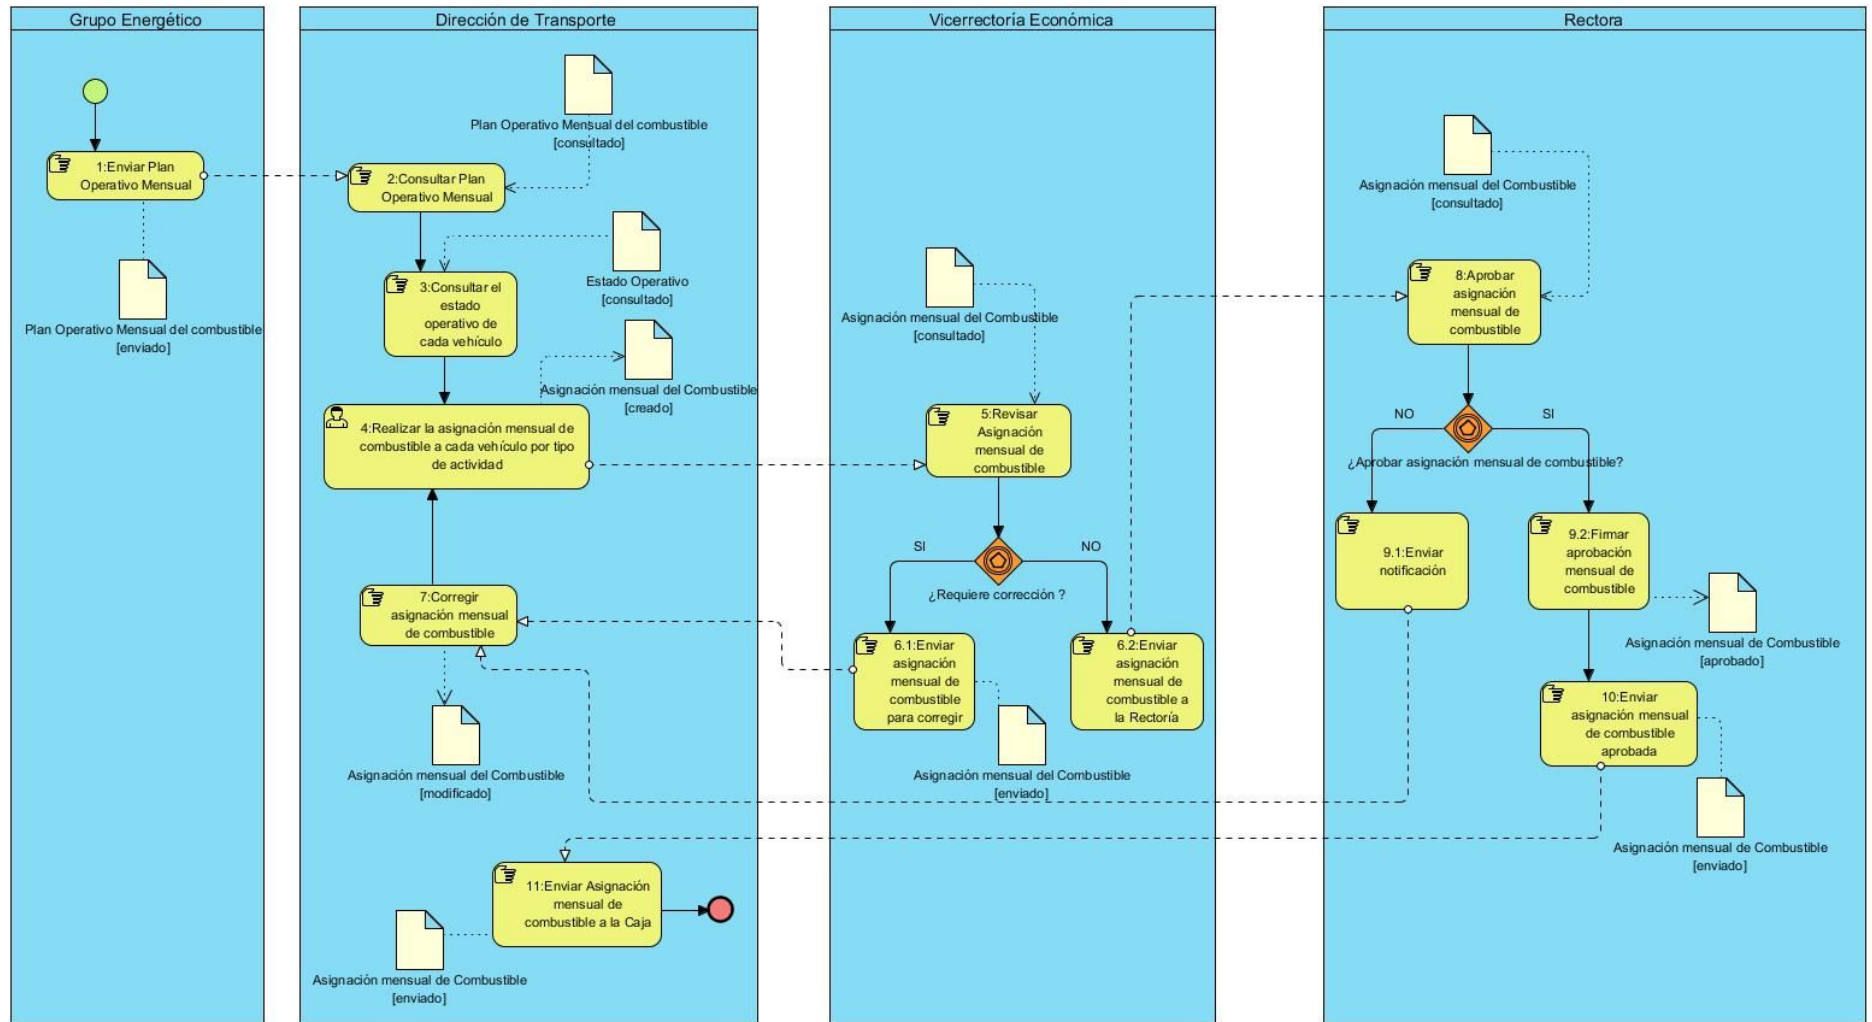 Grupo Energético
1:Enviar Plan
Operativo Mensual
Plan Operativo Mensual del combustible
[enviado]
Dirección de Transporte
Plan Operativo Mensual del combustible
[consultado]
2:Consultar Plan
Operativo Mensual
Estado Operativo
[consultado]
3:Consultar el
estado
operativo de
cada vehículo
Asignación mensual del Combustible
[creado]
4:Realizar la asignación mensual de
combustible a cada vehículo por tipo
de actividad
7:Corregir
asignación mensual
de combustible
Asignación mensual del Combustible
[modificado]
11:Enviar Asignación
mensual de
combustible a la Caja
Asignación mensual de Combustible
[enviado]
Vicerrectoría Económica
Asignación mensual del Combustible
[consultado]
5:Revisar
Asignación
mensual de
combustible
SI
NO
¿Requiere corrección ?
6.1:Enviar
asignación
mensual de
combustible
para corregir
6.2:Enviar
asignación
mensual de
combustible a
la Rectoría
Asignación mensual del Combustible
[enviado]
Rectora
Asignación mensual del Combustible
[consultado]
8:Aprobar
asignación
mensual de
combustible
NO
SI
¿Aprobar asignación mensual de combustible?
9.1:Enviar
notificación
9.2:Firmar
aprobación
mensual de
combustible
Asignación mensual de Combustible
[aprobado]
10:Enviar
asignación mensual
de combustible
aprobada
Asignación mensual de Combustible
[enviado]